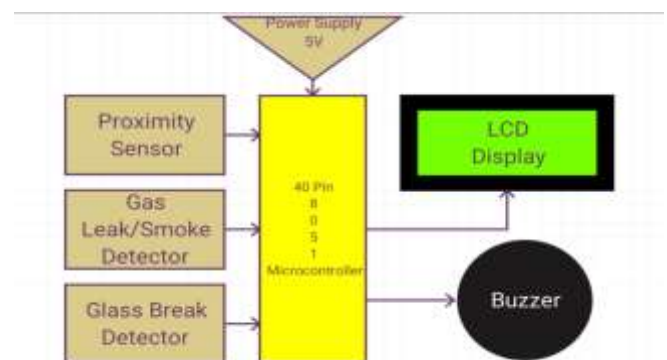 Power Supply
5V
Proximity
Sensor
Gas
Leak/Smoke
Detector
Glass Break
Detector
40 Pin
8
0
5
1
Microcontroller
LCD
Display
Buzzer